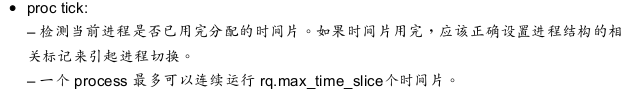 • proc tick:
– 检测当前进程是否已用完分配的时间片。如果时间片用完，应该正确设置进程结构的相
关标记来引起进程切换。
– 一个 process 最多可以连续运行 rq.max_time_slice个时间片。